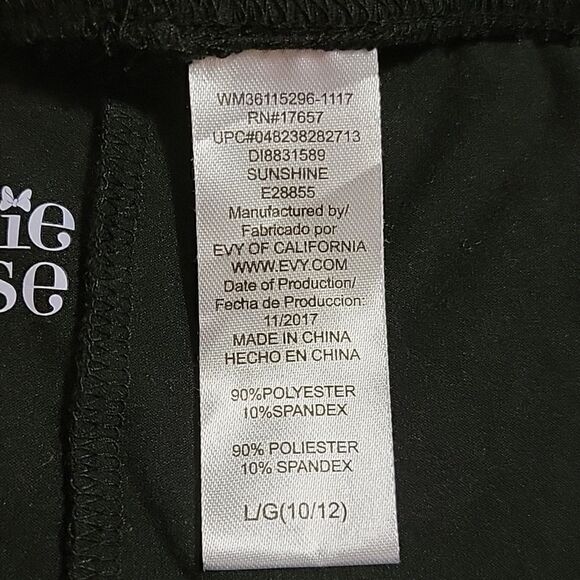 WM36115296-1117
RN#17657
UPC#048238282713
DI8831589
SUNSHINE
E28855
Manufactured by/
Fabricado por
EVY OF CALIFORNIA
WWW.EVY.COM
Date of Production/
Fecha de Produccion:
11/2017
MADE IN CHINA
HECHO EN CHINA
90%POLYESTER
10%SPANDEX
90% POLIESTER
10% SPANDEX
L/G(10/12)
ie
se